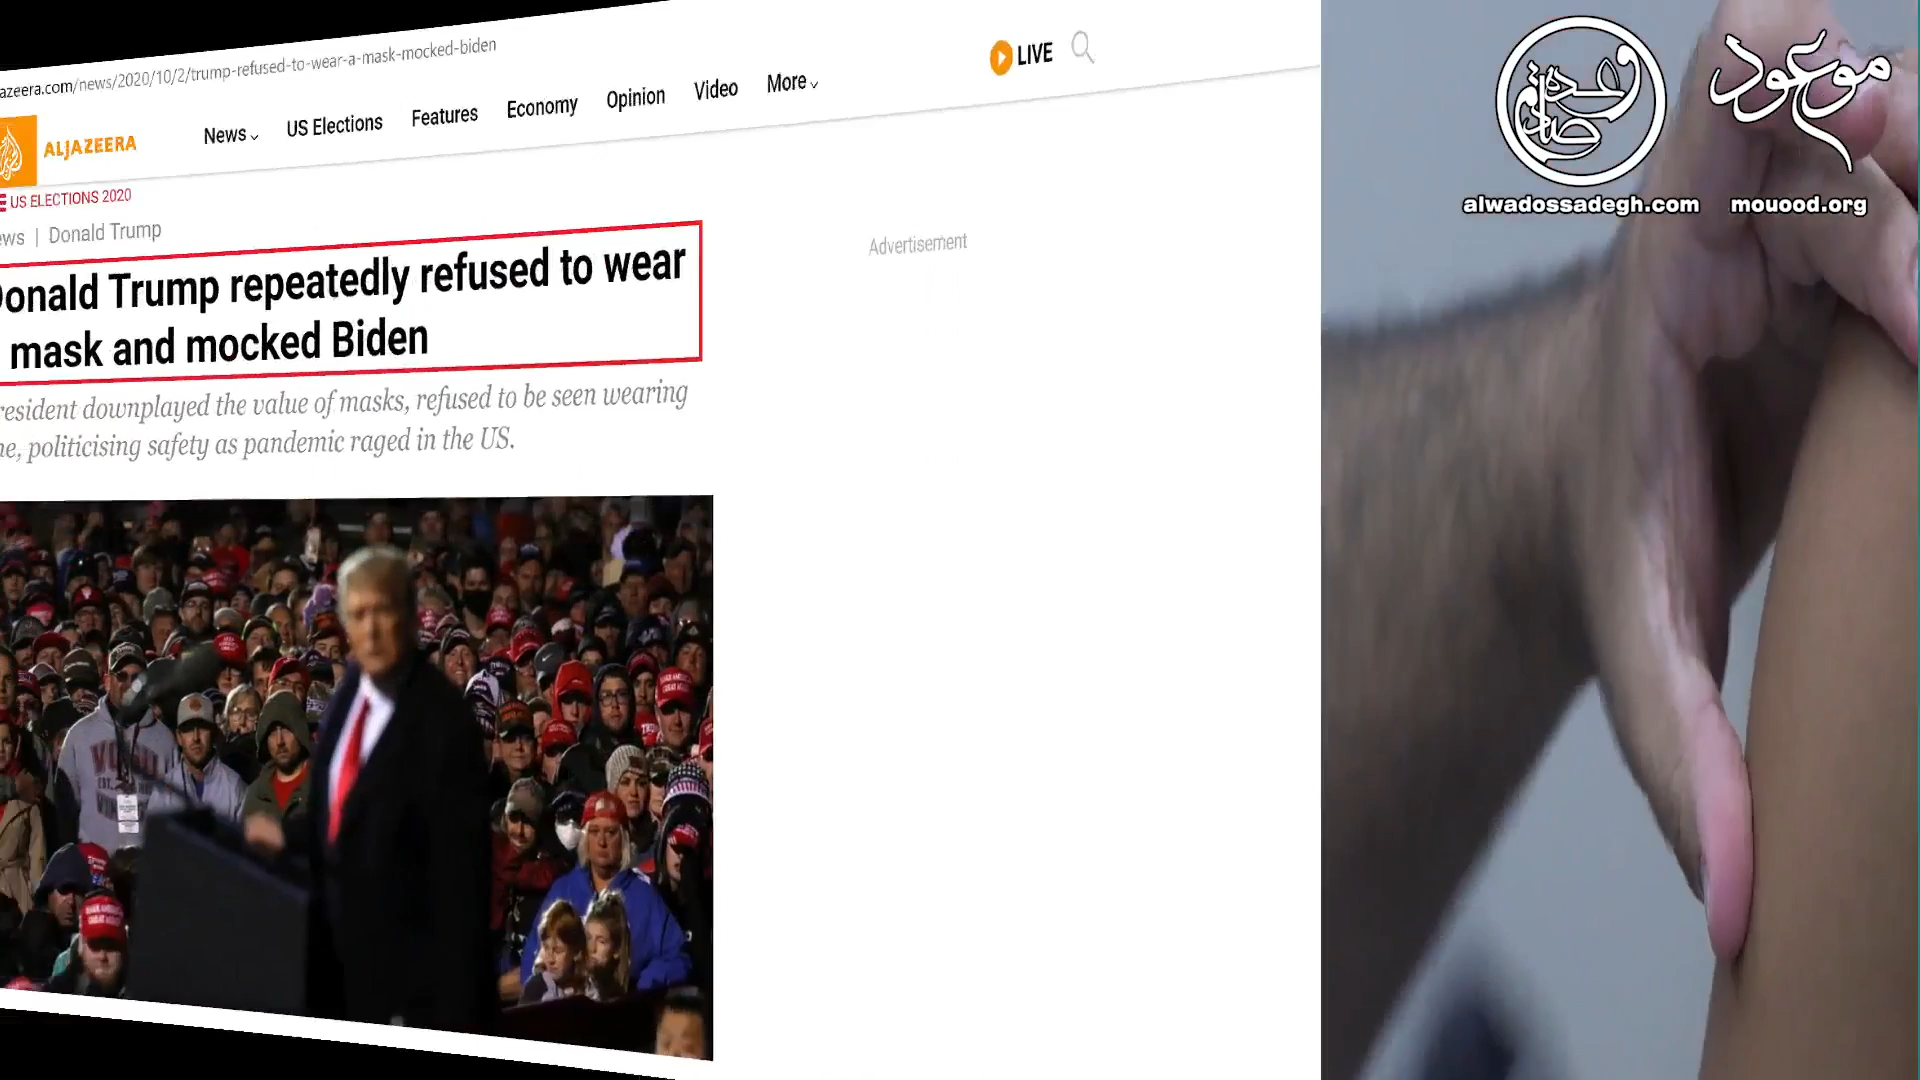 azeera.com/news/2020/10/2/trump-refused-to-wear-a-mask-mocked-biden
ALJAZEERA
News
US Elections
Features
Economy
Opinion
Video
More
LIVE
US ELECTIONS 2020
ews | Donald Trump
Donald Trump repeatedly refused to wear
mask and mocked Biden
resident downplayed the value of masks, refused to be seen wearing
ne, politicising safety as pandemic raged in the US.
Advertisement
وعده صادق
موعود
alwadossadegh.com
mouood.org